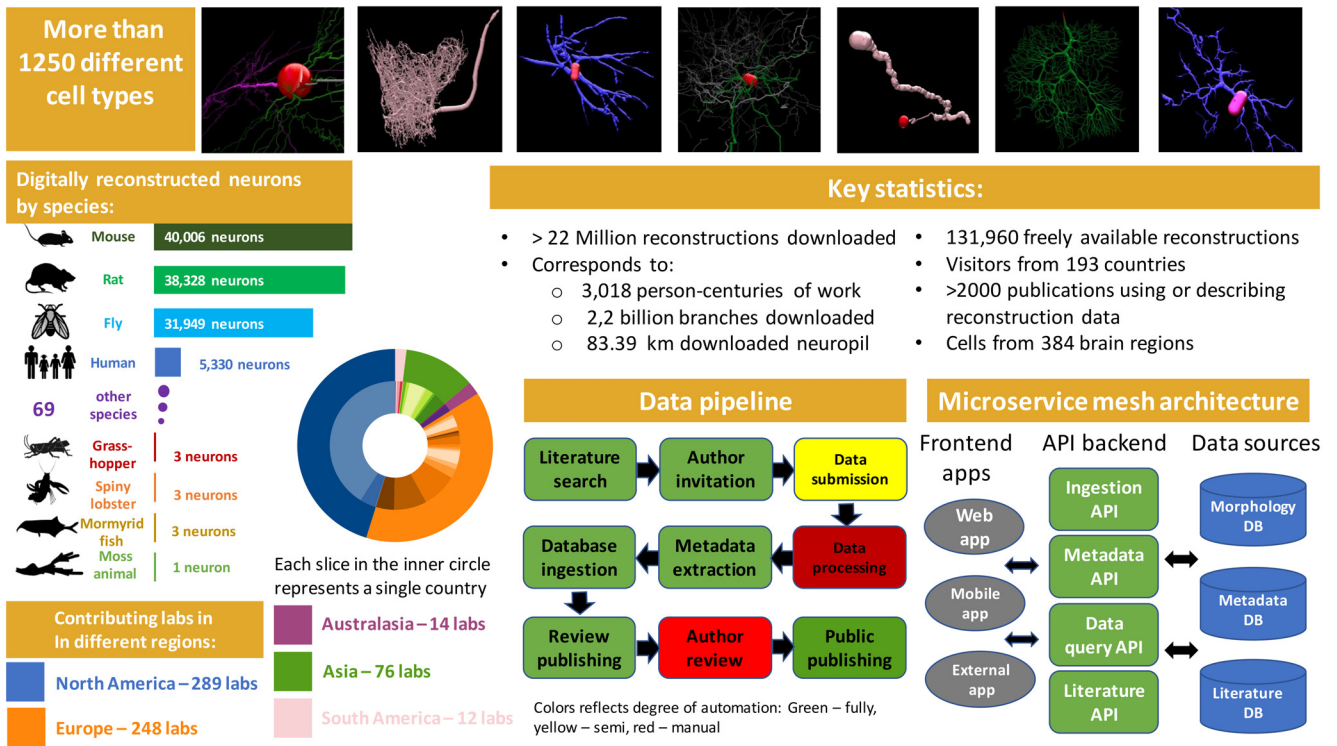 More than
1250 different
cell types
Digitally reconstructed neurons
by species:
Mouse
40,006 neurons
Rat
38,328 neurons
Fly
31,949 neurons
Human
5,330 neurons
69
other
species
Grass-
hopper
3 neurons
Spiny
lobster
3 neurons
Mormyrid
fish
3 neurons
Moss
animal
1 neuron
Each slice in the inner circle
represents a single country
Contributing labs in
In different regions:
North America – 289 labs
Europe – 248 labs
Australasia – 14 labs
Asia – 76 labs
South America – 12 labs
Key statistics:
• > 22 Million reconstructions downloaded
• Corresponds to:
o 3,018 person-centuries of work
o 2,2 billion branches downloaded
o 83.39 km downloaded neuropil
• 131,960 freely available reconstructions
• Visitors from 193 countries
• >2000 publications using or describing
reconstruction data
• Cells from 384 brain regions
Data pipeline
Literature
search
Author
invitation
Data
submission
Database
ingestion
Metadata
extraction
Data
processing
Review
publishing
Author
review
Public
publishing
Colors reflects degree of automation: Green – fully,
yellow – semi, red – manual
Microservice mesh architecture
Frontend
apps
API backend
Data sources
Web
app
Mobile
app
External
app
Ingestion
API
Metadata
API
Data
query API
Literature
API
Morphology
DB
Metadata
DB
Literature
DB